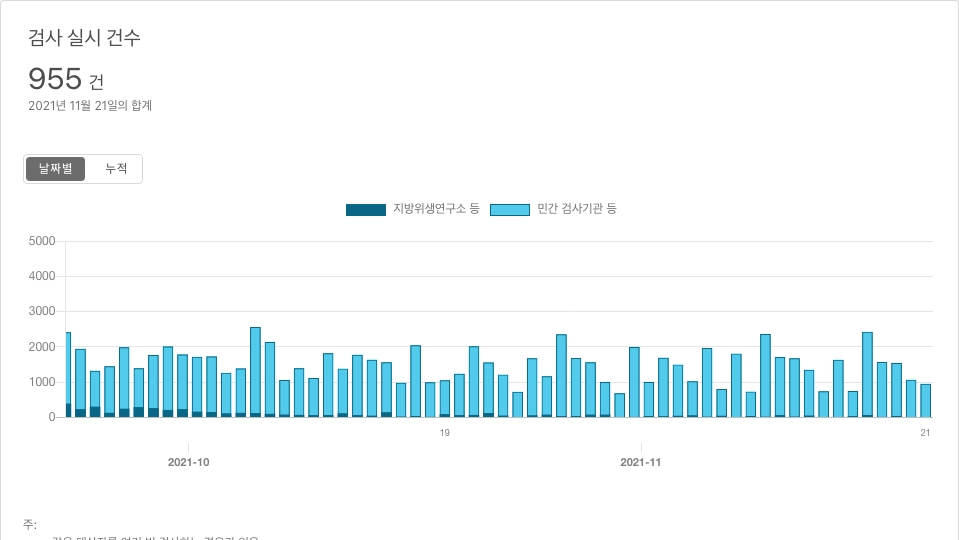 검사 실시 건수
955 건
2021년 11월 21일의 합계
날짜별 누적
지방위생연구소 등 민간 검사기관 등
5000
4000
3000
2000
1000
0
19 21
2021-10 2021-11
주: